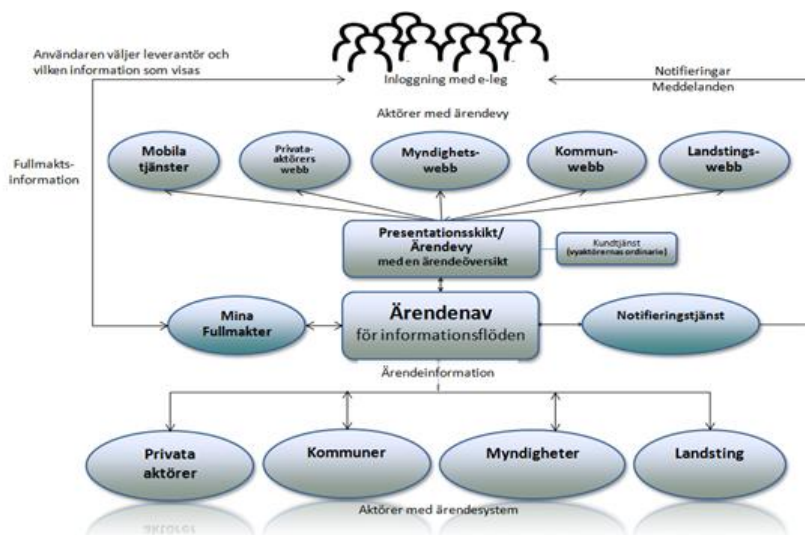 Användaren väljer leverantör och
vilken information som visas
Inloggning med e-leg
Notifieringar
Meddelanden
Aktörer med ärendevy
Fullmakts-
information
Mobila
tjänster
Privata-
aktörers
webb
Myndighets-
webb
Kommun-
webb
Landstings-
webb
Presentationsskikt/
Ärendevy
med en ärendeöversikt
Kundtjänst
(vyaktörernas ordinarie)
Mina
Fullmakter
Ärendenav
för informationsflöden
Notifieringstjänst
Ärendeinformation
Privata
aktörer
Kommuner
Myndigheter
Landsting
Aktörer med ärendesystem